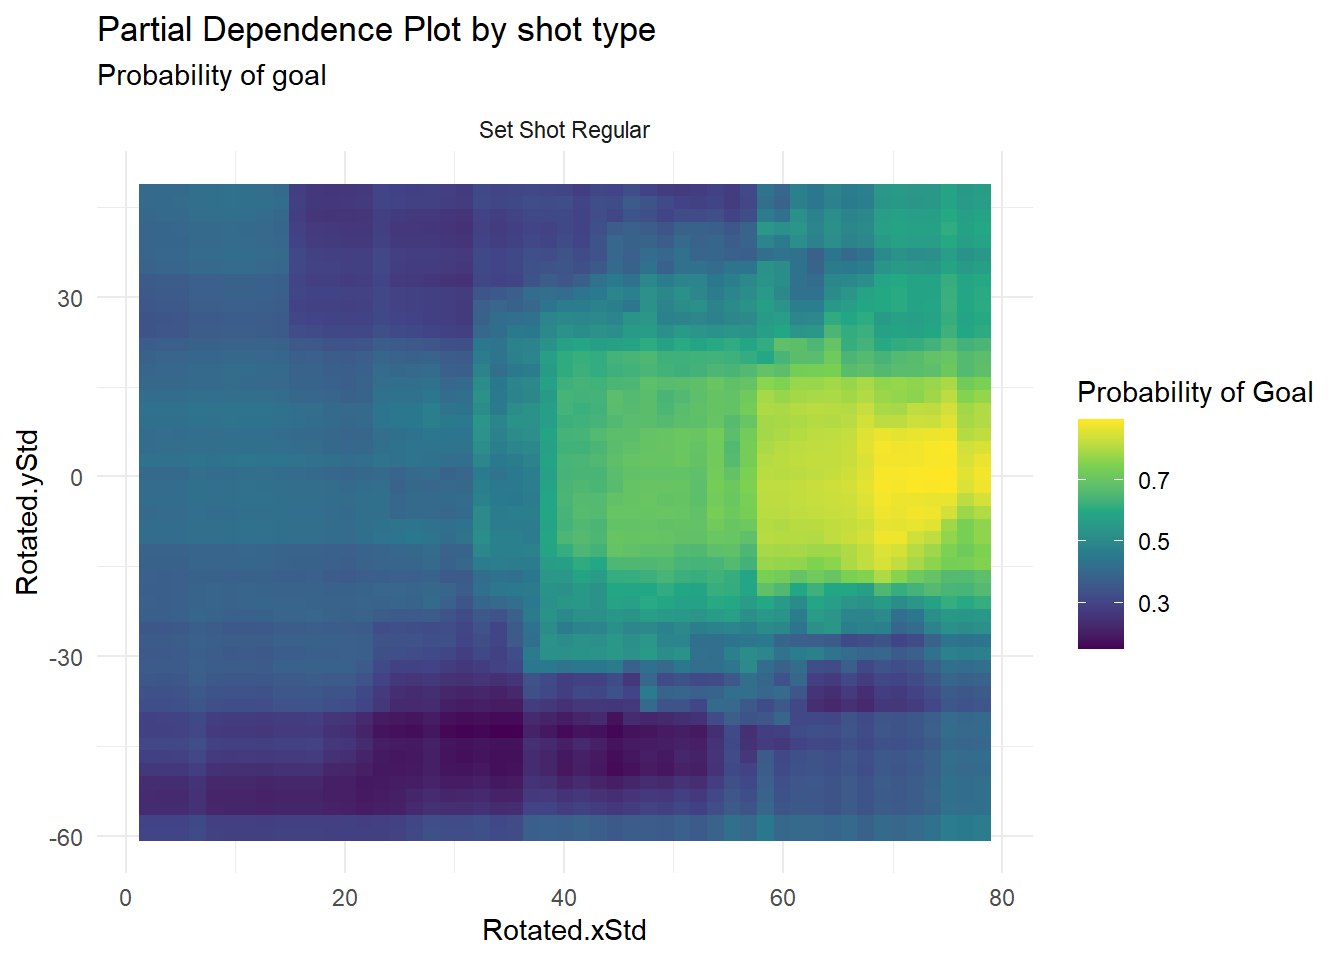 Partial Dependence Plot by shot type
Probability of goal
Set Shot Regular
Rotated.yStd
30
0
-30
-60
0 20 40 60 80
Rotated.xStd
Probability of Goal
0.7
0.5
0.3